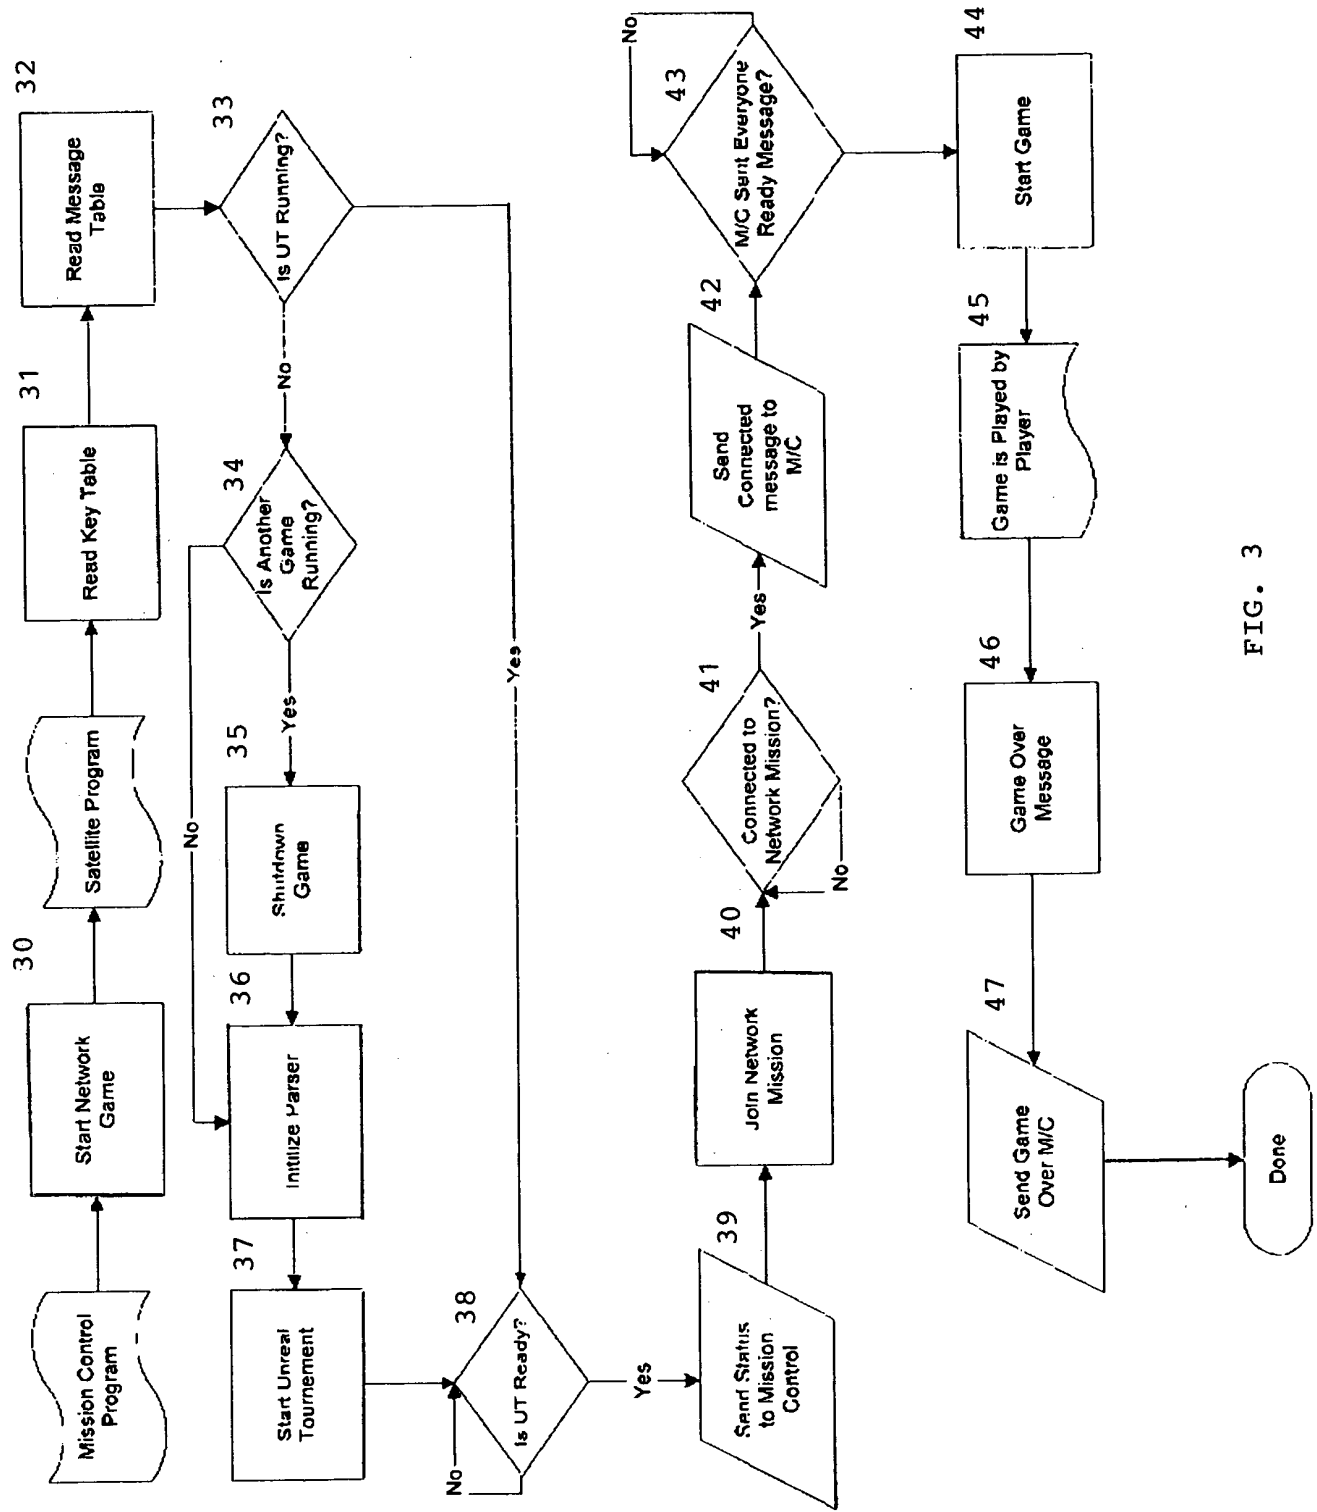 Mission Control
Program
30
Start Network
Game
Satellite Program
31
Read Key Table
32
Read Message
Table
33
Is UT Running?
No
Yes
34
Is Another
Game
Running?
No
Yes
35
Shutdown
Game
36
Initilize Parser
37
Start Unreal
Tournement
38
Is UT Ready?
No
Yes
39
Send Status
to Mission
Control
40
Join Network
Mission
41
Connected to
Network Mission?
No
Yes
42
Send
Connected
message to
M/C
43
M/C Sent Everyone
Ready Message?
No
44
Start Game
45
Game is Played by
Player
46
Game Over
Message
47
Send Game
Over M/C
Done
FIG. 3